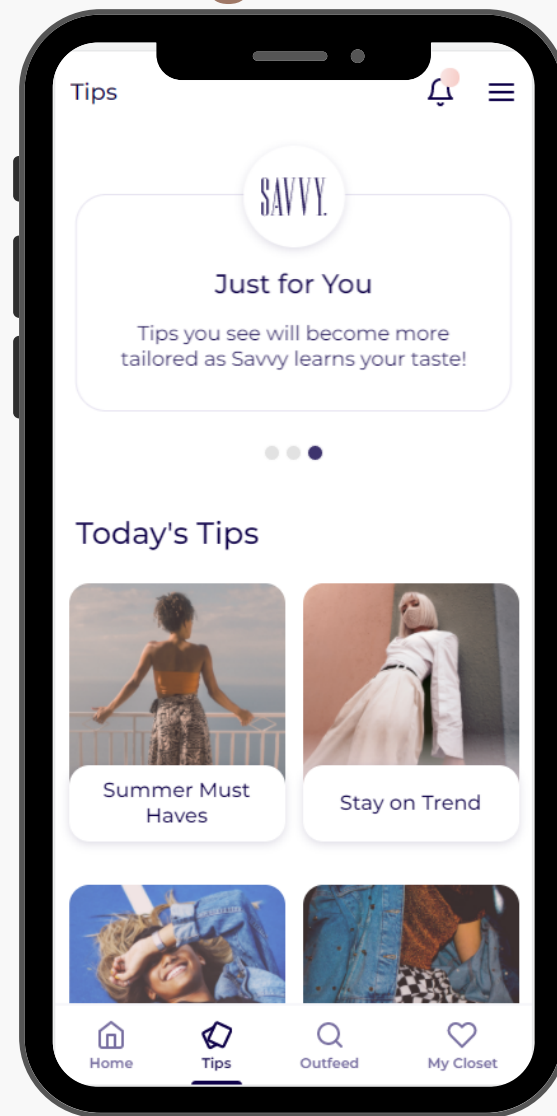 Tips
SAVVY.
Just for You
Tips you see will become more
tailored as Savvy learns your taste!
Today's Tips
Summer Must
Haves
Stay on Trend
Home
Tips
Outfeed
My Closet